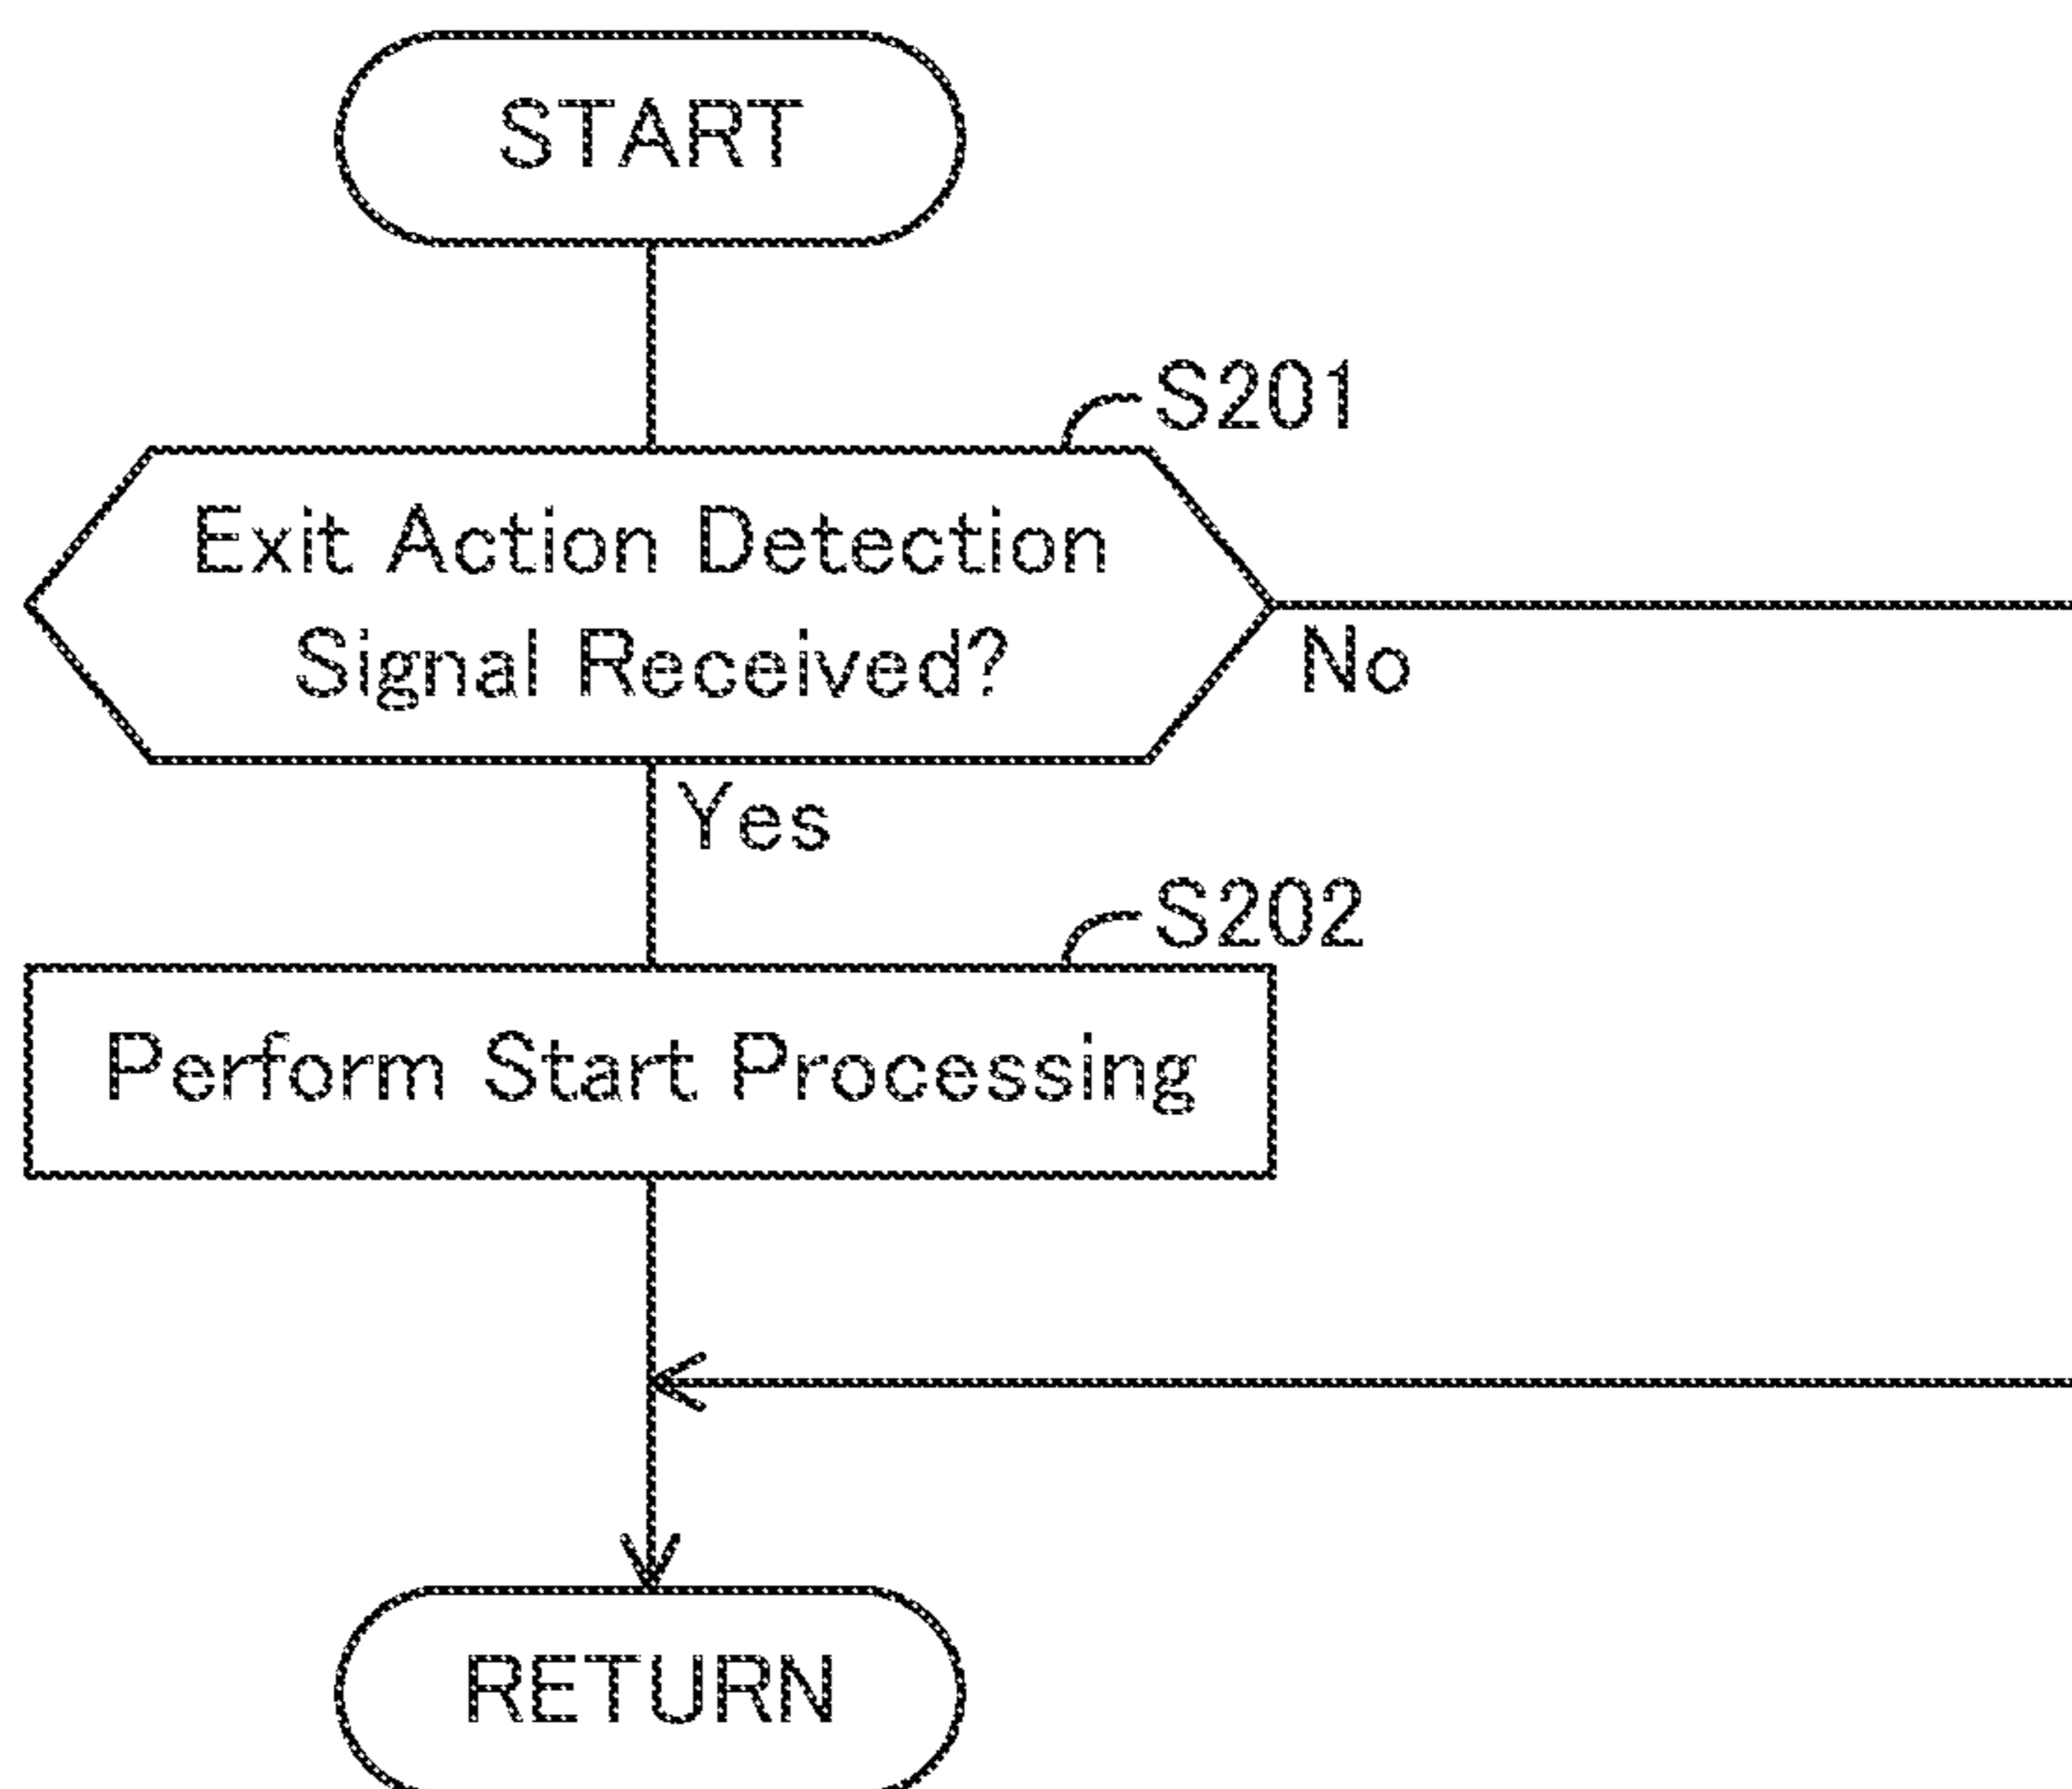 START
S201
Exit Action Detection
Signal Received?
No
Yes
S202
Perform Start Processing
RETURN